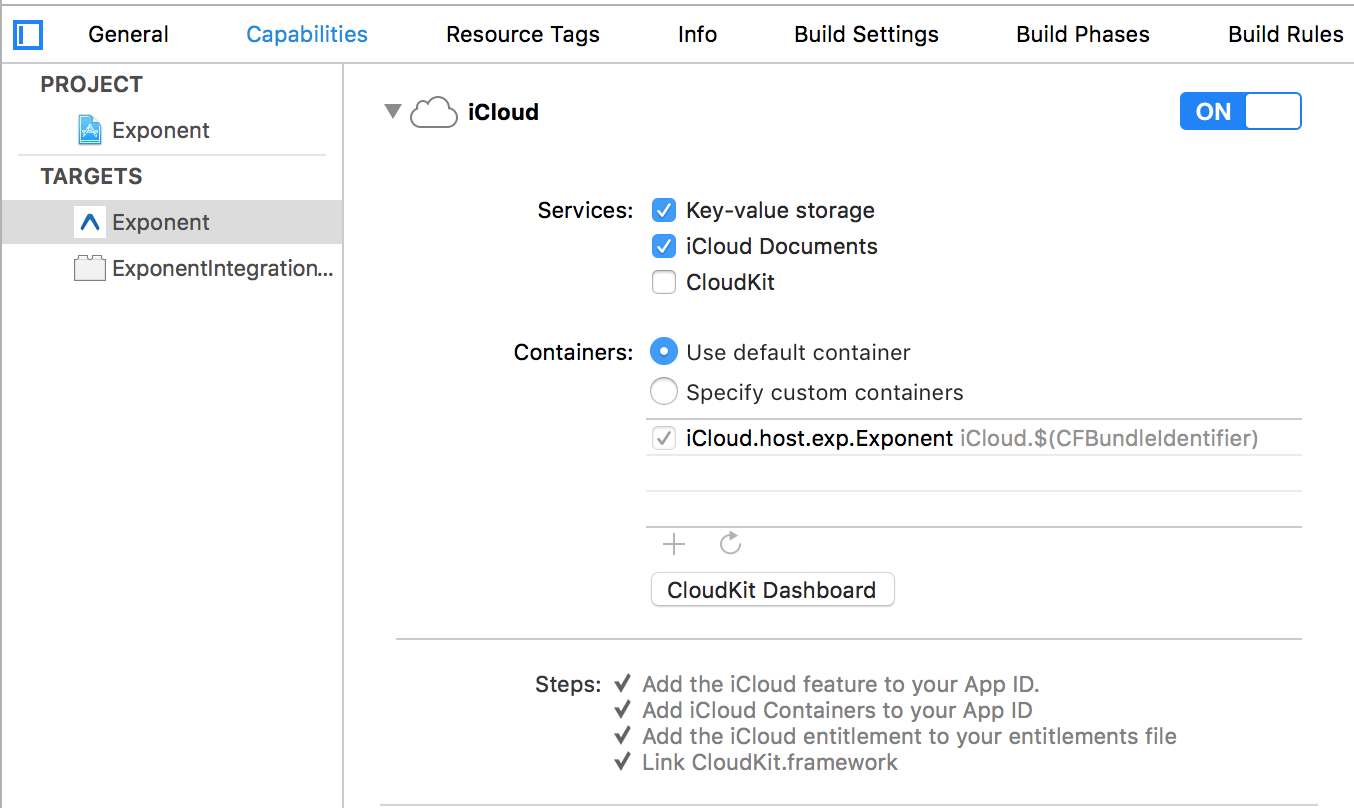 General Capabilities Resource Tags Info Build Settings Build Phases Build Rules
PROJECT
Exponent
TARGETS
Exponent
ExponentIntegration...
iCloud ON
Services: Key-value storage
iCloud Documents
CloudKit
Containers: Use default container
Specify custom containers
iCloud.host.exp.Exponent iCloud.$(CFBundleIdentifier)
CloudKit Dashboard
Steps: ✓ Add the iCloud feature to your App ID.
✓ Add iCloud Containers to your App ID
✓ Add the iCloud entitlement to your entitlements file
✓ Link CloudKit.framework